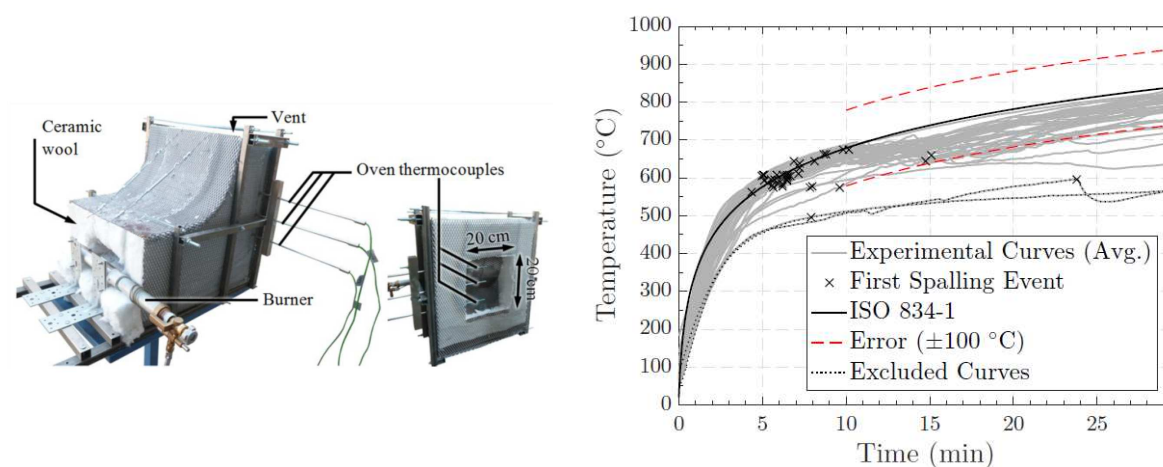 Vent
Ceramic
wool
Oven thermocouples
20 cm
20 cm
Burner
1000
900
800
700
600
500
400
300
200
100
0
Temperature (°C)
Experimental Curves (Avg.)
First Spalling Event
ISO 834-1
Error (±100 °C)
Excluded Curves
0 5 10 15 20 25
Time (min)